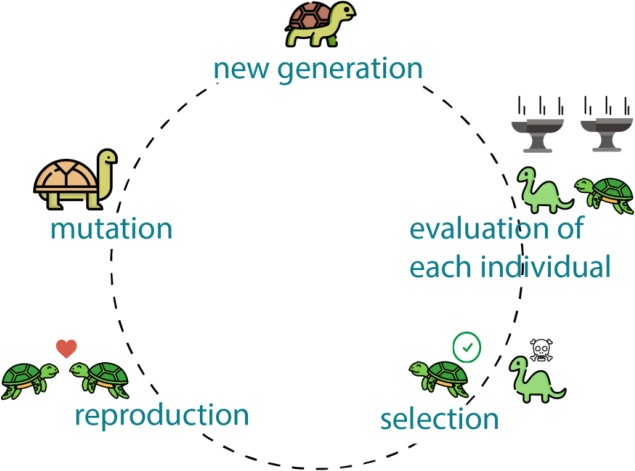 new generation
evaluation of
each individual
selection
reproduction
mutation